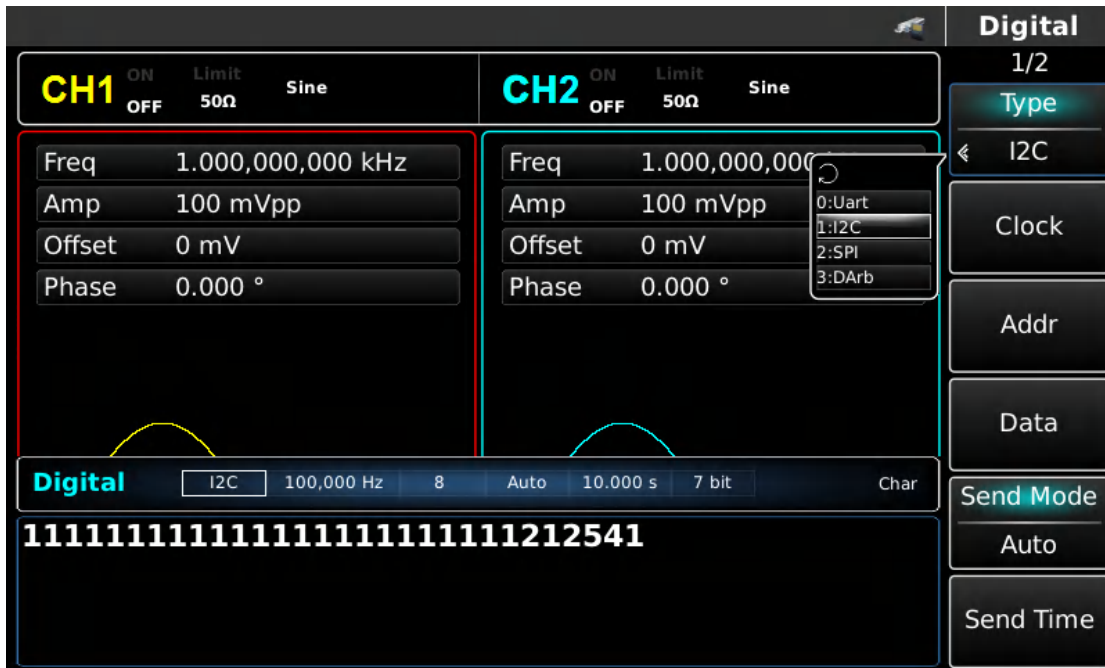 Digital
1/2
CH1 ON Limit
OFF 50Ω Sine
CH2 ON Limit
OFF 50Ω Sine
Type
I2C
Freq 1.000,000,000 kHz
Amp 100 mVpp
Offset 0 mV
Phase 0.000 °
Freq 1.000,000,000
Amp 100 mVpp
Offset 0 mV
Phase 0.000 °
0:Uart
1:I2C
2:SPI
3:DArb
Clock
Addr
Data
Send Mode
Auto
Send Time
Digital I2C 100,000 Hz 8 Auto 10.000 s 7 bit Char
111111111111111111111111212541